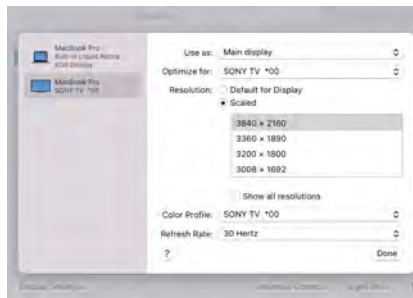 MacBook Pro
Built-in Liquid Retina
XDR Display
MacBook Pro
SONY TV *00
Use as: Main display
Optimize for: SONY TV *00
Resolution: Default for Display
Scaled
3840 × 2160
3360 × 1890
3200 × 1800
3008 × 1692
Show all resolutions
Color Profile: SONY TV *00
Refresh Rate: 30 Hertz
? Done